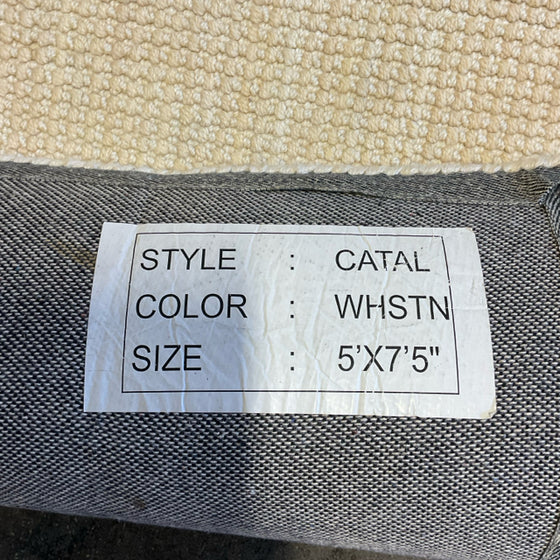 STYLE : CATAL
COLOR : WHSTN
SIZE : 5'X7'5"